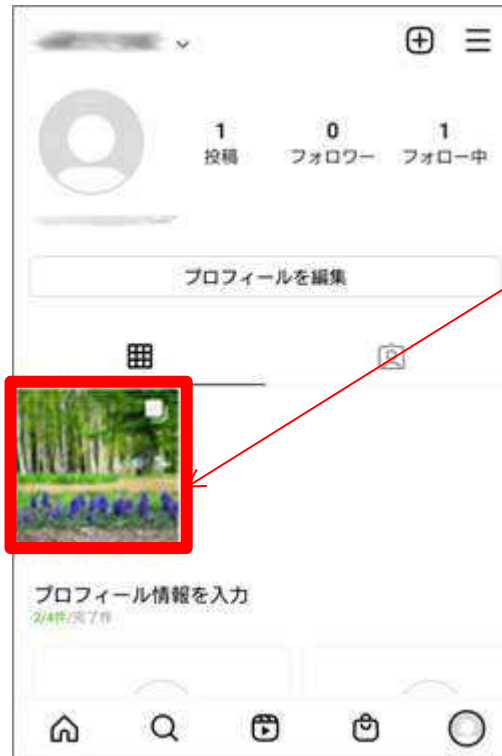 1 0 1
投稿 フォロワー フォロー中
プロフィールを編集
プロフィール情報を入力
2/4件完了件